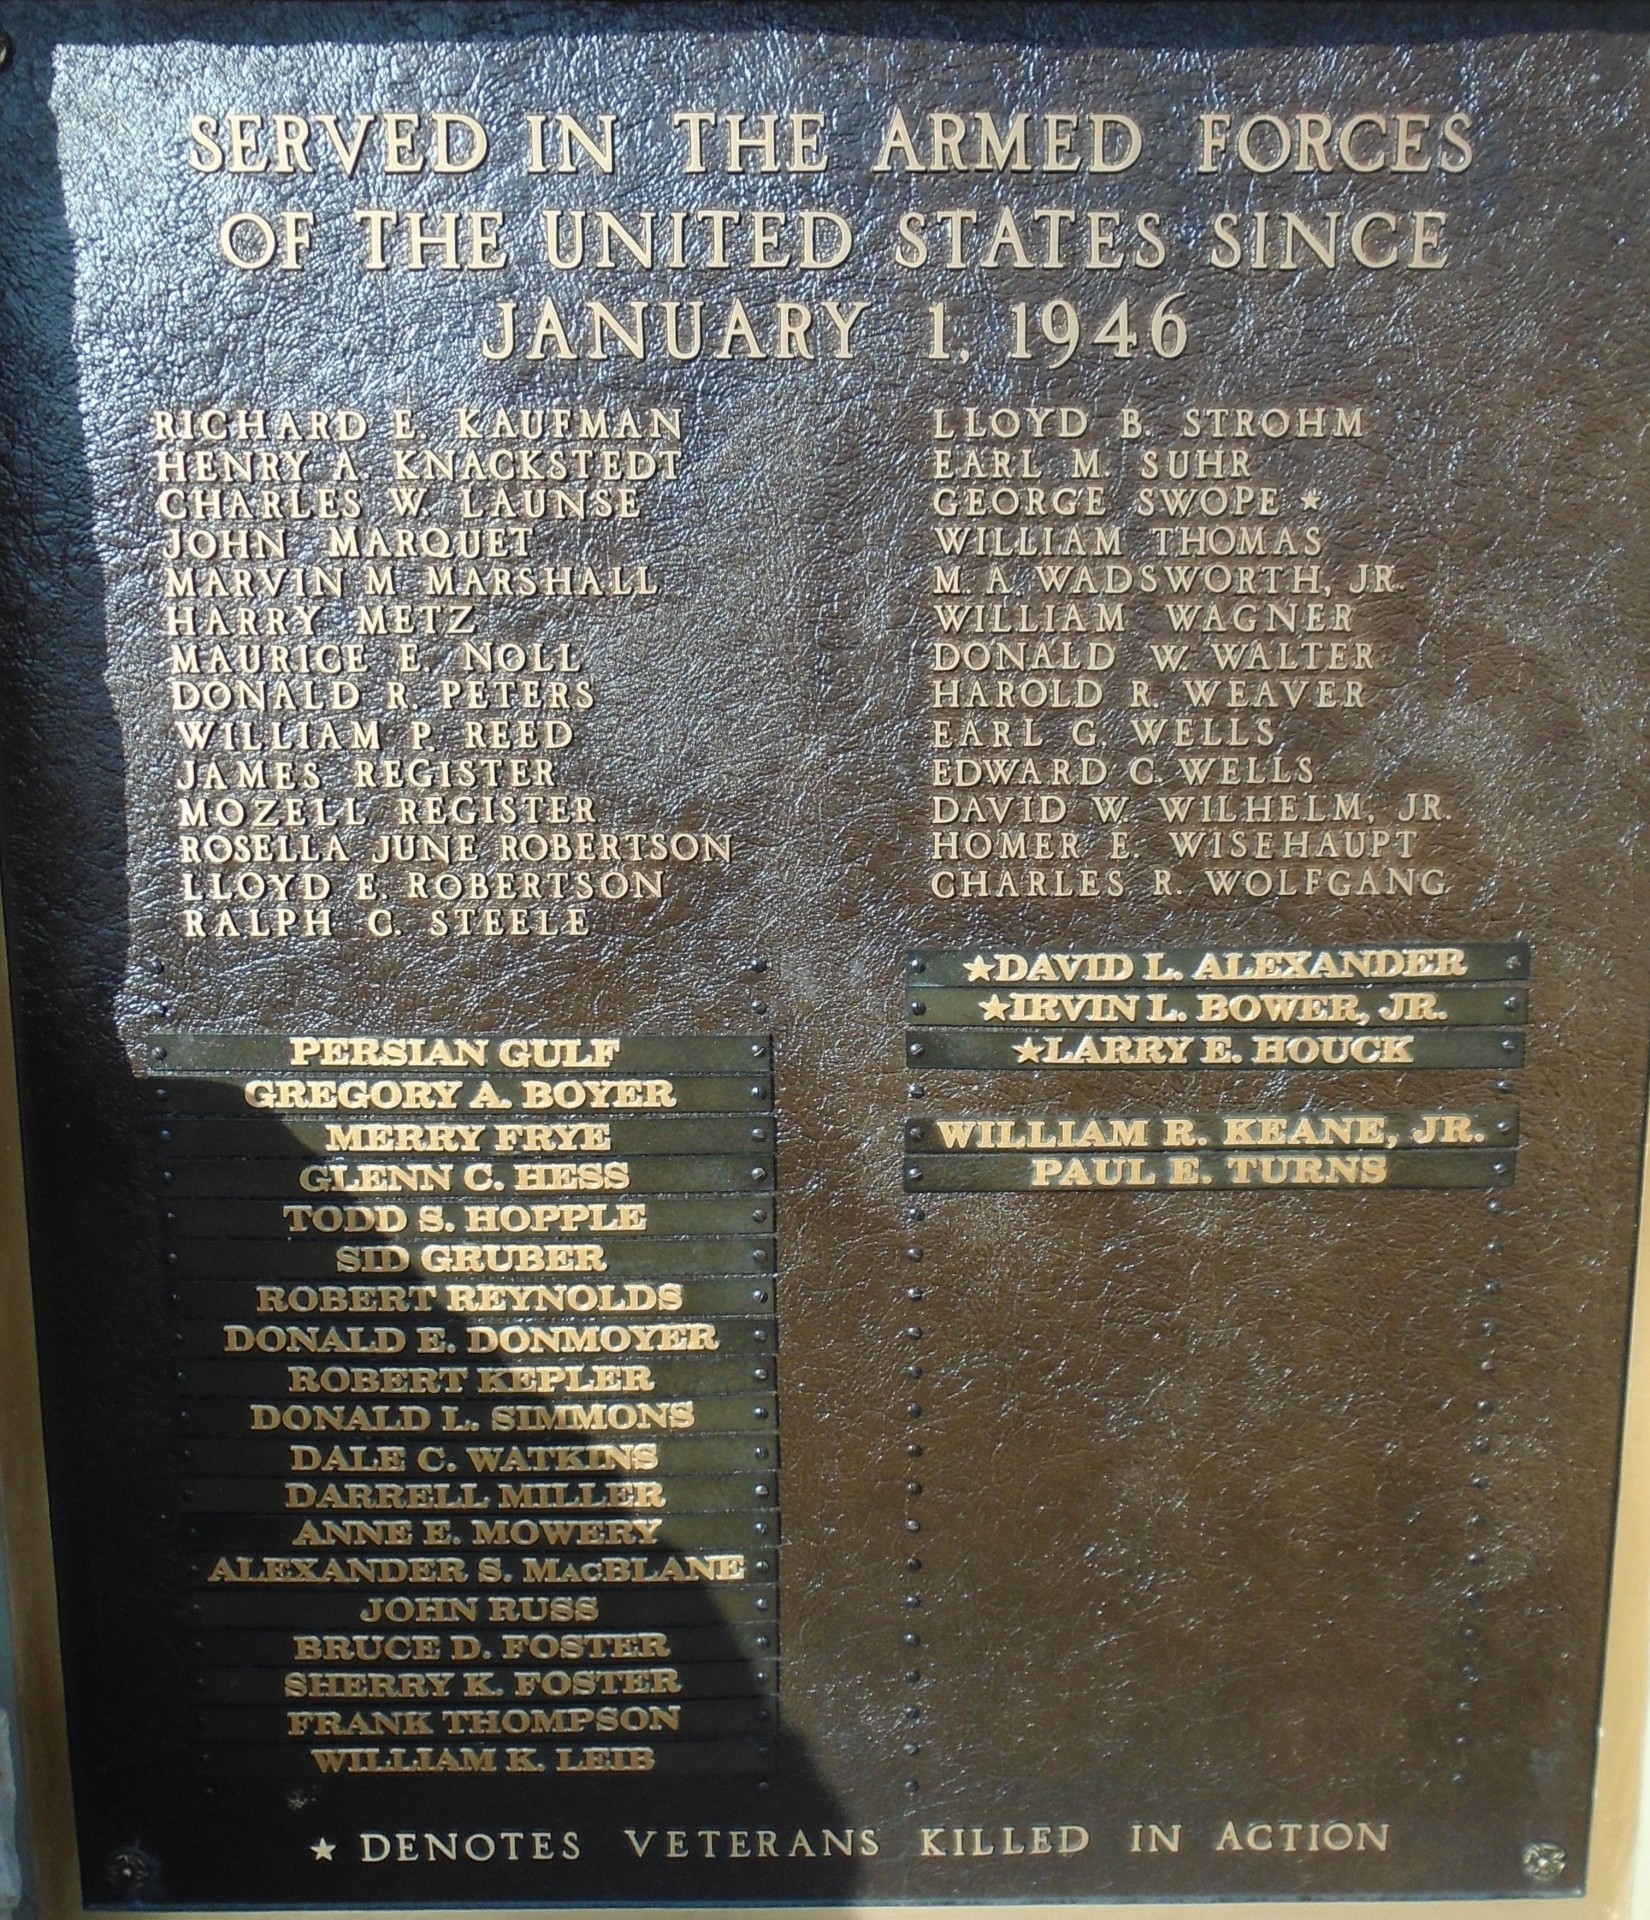 SERVED IN THE ARMED FORCES
OF THE UNITED STATES SINCE
JANUARY 1, 1946
RICHARD E. KAUFMAN
HENRY A. KNACKSTEDT
CHARLES W. LAUNSE
JOHN MARQUET
MARVIN M MARSHALL
HARRY METZ
MAURICE E. NOLL
DONALD R. PETERS
WILLIAM P. REED
JAMES REGISTER
MOZELL REGISTER
ROSELLA JUNE ROBERTSON
LLOYD E. ROBERTSON
RALPH C. STEELE
PERSIAN GULF
GREGORY A. BOYER
MERRY FRYE
GLENN C. HESS
TODD S. HOPPLE
SID GRUBER
ROBERT REYNOLDS
DONALD E. DONMOYER
ROBERT KEPLER
DONALD L. SIMMONS
DALE C. WATKINS
DARRELL MILLER
ANNE E. MOWERY
ALEXANDER S. MACBLANE
JOHN RUSS
BRUCE D. FOSTER
SHERRY K. FOSTER
FRANK THOMPSON
WILLIAM K. LEIB
LLOYD B. STROHM
EARL M. SUHR
GEORGE SWOPE ★
WILLIAM THOMAS
M. A. WADSWORTH, JR.
WILLIAM WAGNER
DONALD W. WALTER
HAROLD R. WEAVER
EARL G. WELLS
EDWARD C. WELLS
DAVID W. WILHELM, JR.
HOMER E. WISEHAUPT
CHARLES R. WOLFGANG
★DAVID L. ALEXANDER
★IRVIN L. BOWER, JR.
★LARRY E. HOUCK
WILLIAM R. KEANE, JR.
PAUL E. TURNS
★ DENOTES VETERANS KILLED IN ACTION